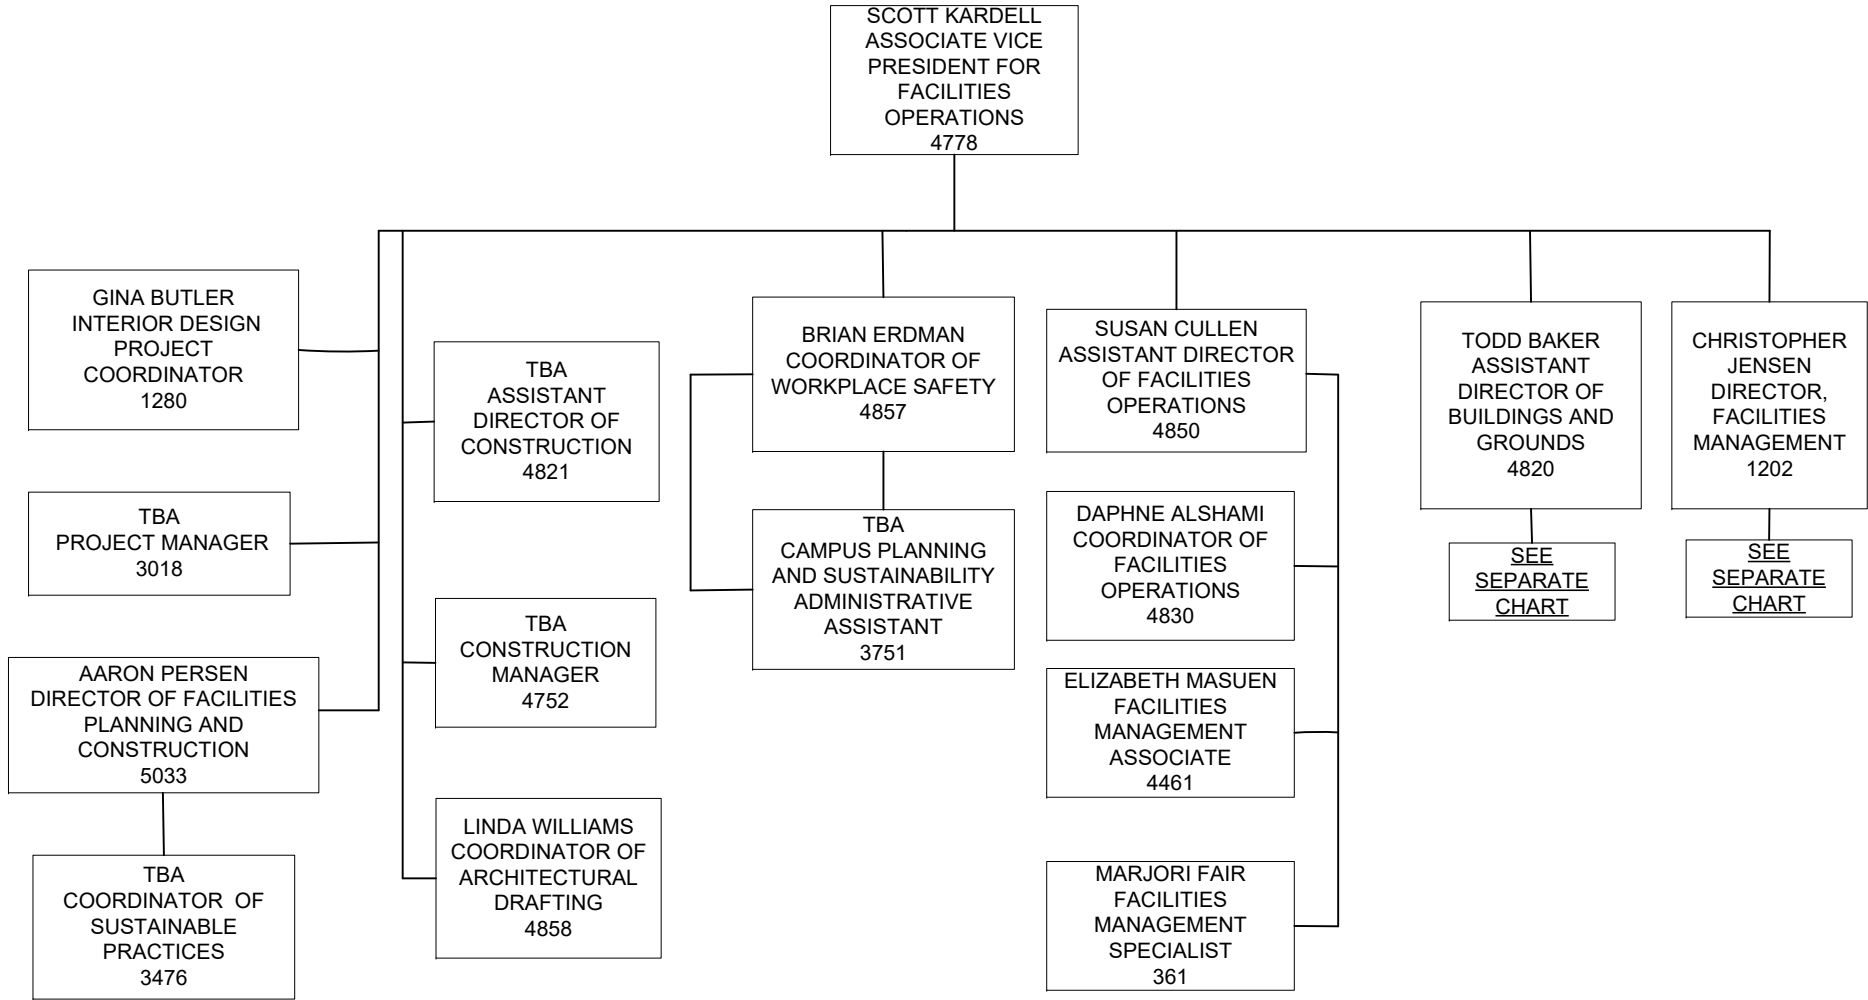 SCOTT KARDELL
ASSOCIATE VICE
PRESIDENT FOR
FACILITIES
OPERATIONS
4778
GINA BUTLER
INTERIOR DESIGN
PROJECT
COORDINATOR
1280
TBA
PROJECT MANAGER
3018
AARON PERSEN
DIRECTOR OF FACILITIES
PLANNING AND
CONSTRUCTION
5033
TBA
COORDINATOR OF
SUSTAINABLE
PRACTICES
3476
TBA
ASSISTANT
DIRECTOR OF
CONSTRUCTION
4821
TBA
CONSTRUCTION
MANAGER
4752
LINDA WILLIAMS
COORDINATOR OF
ARCHITECTURAL
DRAFTING
4858
BRIAN ERDMAN
COORDINATOR OF
WORKPLACE SAFETY
4857
TBA
CAMPUS PLANNING
AND SUSTAINABILITY
ADMINISTRATIVE
ASSISTANT
3751
SUSAN CULLEN
ASSISTANT DIRECTOR
OF FACILITIES
OPERATIONS
4850
DAPHNE ALSHAMI
COORDINATOR OF
FACILITIES
OPERATIONS
4830
ELIZABETH MASUEN
FACILITIES
MANAGEMENT
ASSOCIATE
4461
MARJORI FAIR
FACILITIES
MANAGEMENT
SPECIALIST
361
TODD BAKER
ASSISTANT
DIRECTOR OF
BUILDINGS AND
GROUNDS
4820
SEE
SEPARATE
CHART
CHRISTOPHER
JENSEN
DIRECTOR,
FACILITIES
MANAGEMENT
1202
SEE
SEPARATE
CHART